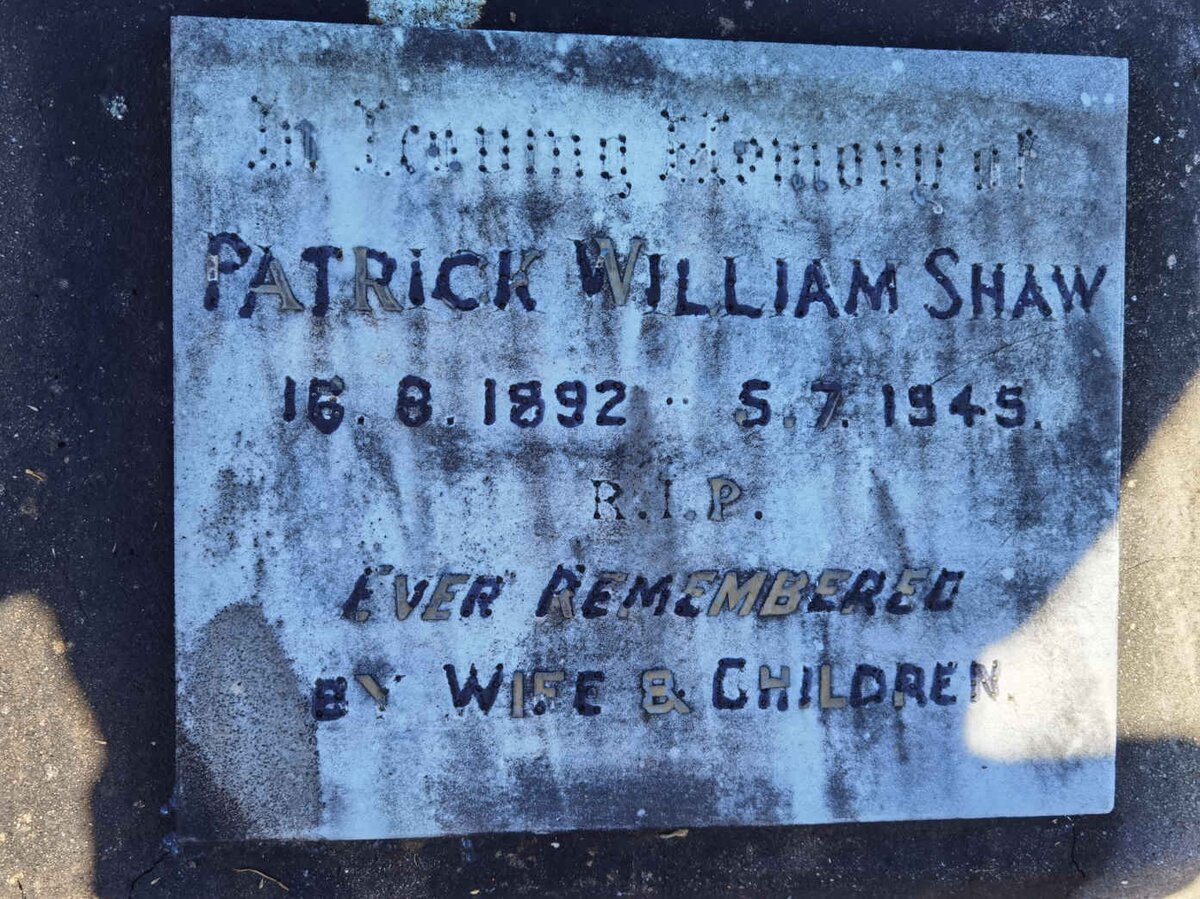 In Loving Memory of
PATRICK WILLIAM SHAW
16.8.1892 - 5.7.1945.
R.I.P.
EVER REMEMBERED
BY WIFE & CHILDREN.